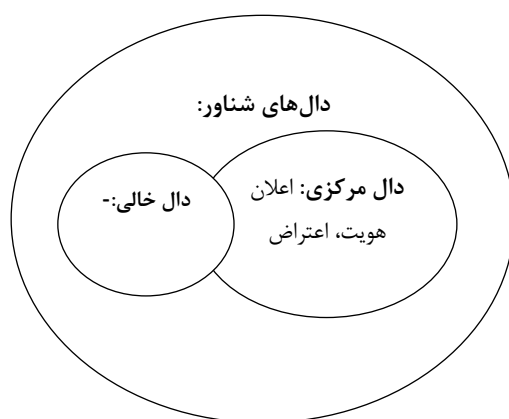 دال‌های شناور:
دال مرکزی: اعلان
هویت، اعتراض
دال خالی:-